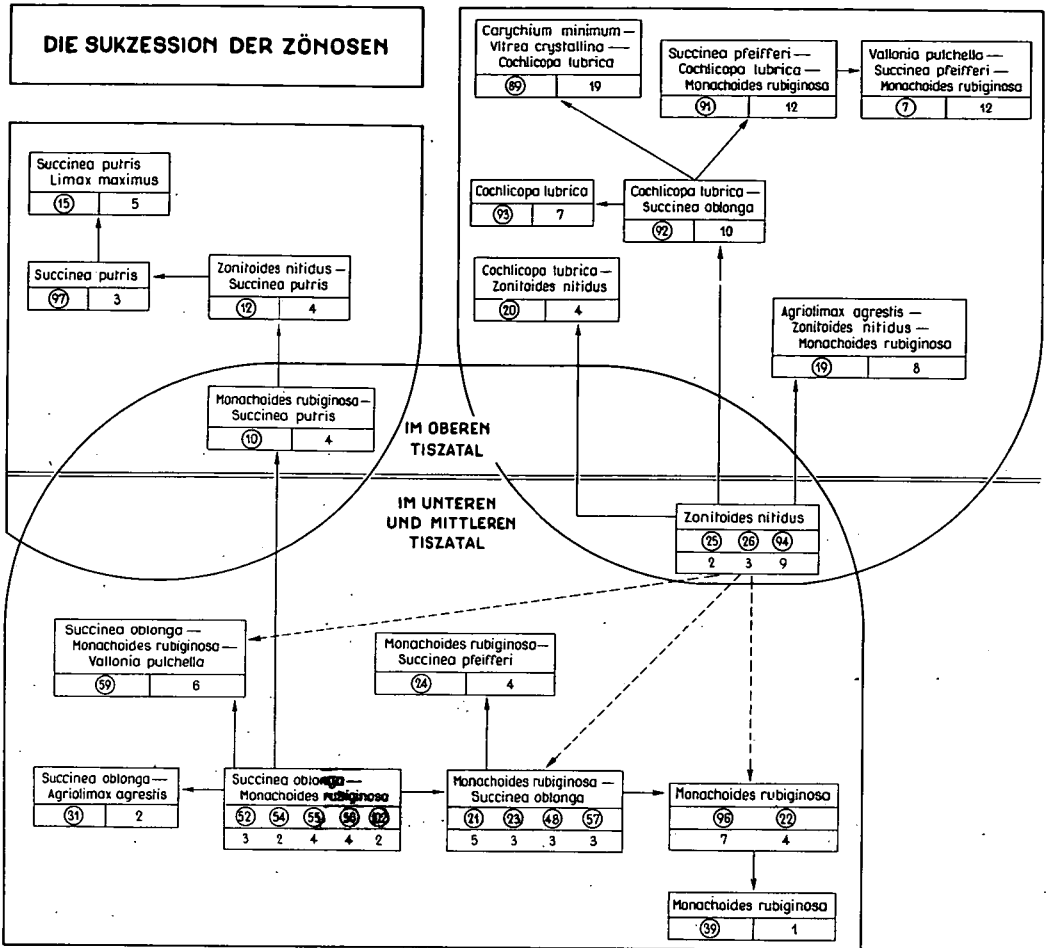 DIE SUKZESSION DER ZÖNOSEN
Carychium minimum —
Vitrea crystallina —
Cochlicopa lubrica
89 19
Succinea pfeifferi —
Cochlicopa lubrica —
Monachoides rubiginosa
91 12
Vallonia pulchella —
Succinea pfeifferi —
Monachoides rubiginosa
7 12
Succinea putris
Limax maximus
15 5
Cochlicopa lubrica
93 7
Cochlicopa lubrica —
Succinea oblonga
92 10
Succinea putris
97 3
Zonitoides nitidus —
Succinea putris
12 4
Cochlicopa lubrica —
Zonitoides nitidus
20 4
Agriolimax agrestis —
Zonitoides nitidus —
Monachoides rubiginosa
19 8
Monachoides rubiginosa —
Succinea putris
10 4
IM OBEREN
TISZATAL
IM UNTEREN
UND MITTLEREN
TISZATAL
Zonitoides nitidus
25 26 94
2 3 9
Succinea oblonga —
Monachoides rubiginosa —
Vallonia pulchella
59 6
Monachoides rubiginosa —
Succinea pfeifferi
24 4
Succinea oblonga —
Agriolimax agrestis
31 2
Succinea oblonga —
Monachoides rubiginosa
52 54 55
3 2 4 4 2
Monachoides rubiginosa —
Succinea oblonga
21 23 48 57
5 3 3 3
Monachoides rubiginosa
22
7 4
Monachoides rubiginosa
39 1